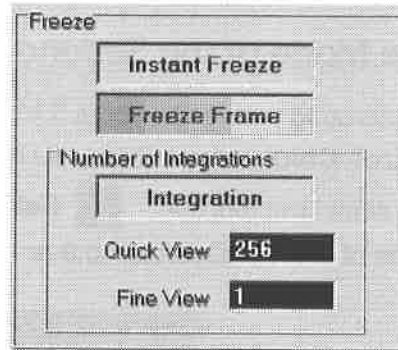 Freeze
Instant Freeze
Freeze Frame
Number of Integrations
Integration
Quick View 256
Fine View 1